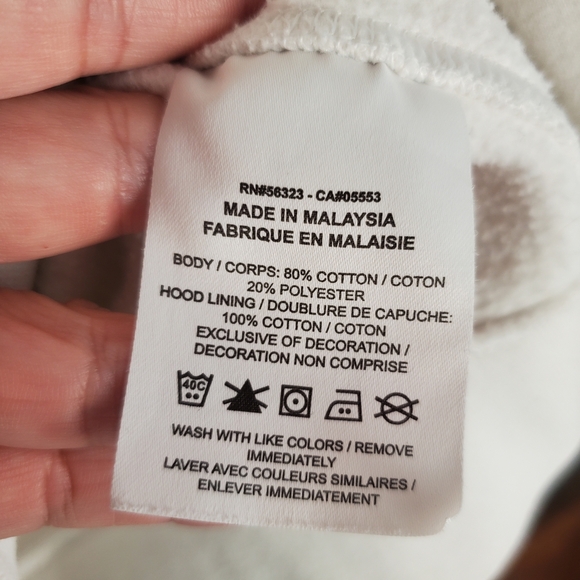 RN#56323 - CA#05553
MADE IN MALAYSIA
FABRIQUE EN MALAISIE
BODY / CORPS: 80% COTTON / COTON
20% POLYESTER
HOOD LINING / DOUBLURE DE CAPUCHE:
100% COTTON / COTON
EXCLUSIVE OF DECORATION /
DECORATION NON COMPRISE
40C
WASH WITH LIKE COLORS / REMOVE
IMMEDIATELY
LAVER AVEC COULEURS SIMILAIRES /
ENLEVER IMMEDIATEMENT